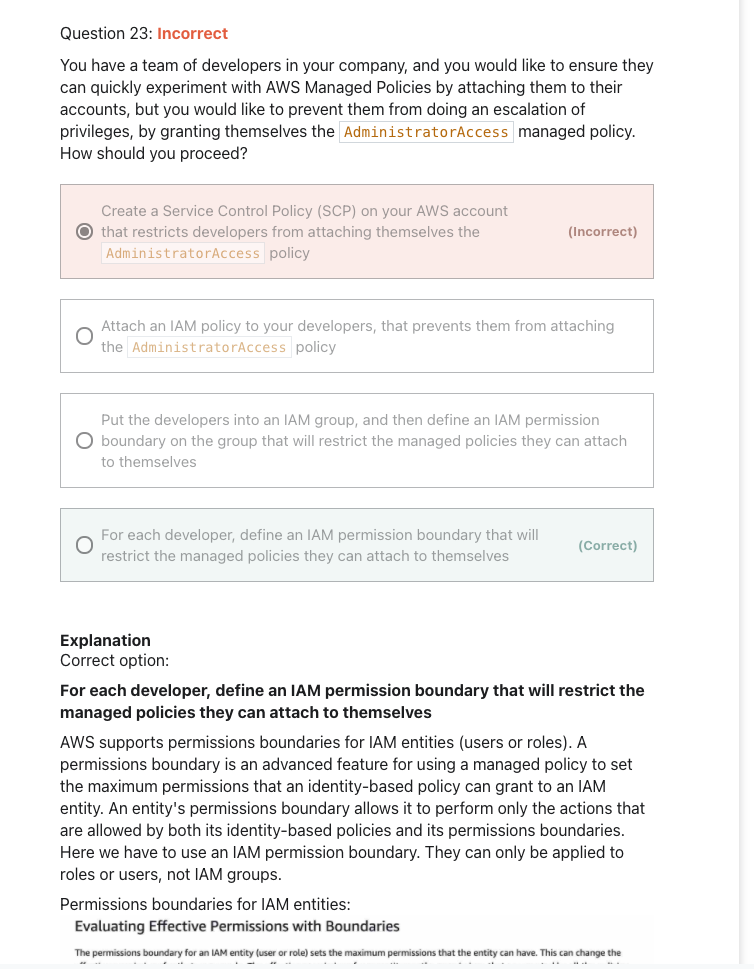 Question 23: Incorrect
You have a team of developers in your company, and you would like to ensure they
can quickly experiment with AWS Managed Policies by attaching them to their
accounts, but you would like to prevent them from doing an escalation of
privileges, by granting themselves the AdministratorAccess managed policy.
How should you proceed?
Create a Service Control Policy (SCP) on your AWS account
that restricts developers from attaching themselves the
AdministratorAccess policy
(Incorrect)
Attach an IAM policy to your developers, that prevents them from attaching
the AdministratorAccess policy
Put the developers into an IAM group, and then define an IAM permission
boundary on the group that will restrict the managed policies they can attach
to themselves
For each developer, define an IAM permission boundary that will
restrict the managed policies they can attach to themselves
(Correct)
Explanation
Correct option:
For each developer, define an IAM permission boundary that will restrict the
managed policies they can attach to themselves
AWS supports permissions boundaries for IAM entities (users or roles). A
permissions boundary is an advanced feature for using a managed policy to set
the maximum permissions that an identity-based policy can grant to an IAM
entity. An entity's permissions boundary allows it to perform only the actions that
are allowed by both its identity-based policies and its permissions boundaries.
Here we have to use an IAM permission boundary. They can only be applied to
roles or users, not IAM groups.
Permissions boundaries for IAM entities:
Evaluating Effective Permissions with Boundaries
The permissions boundary for an IAM entity (user or role) sets the maximum permissions that the entity can have. This can change the